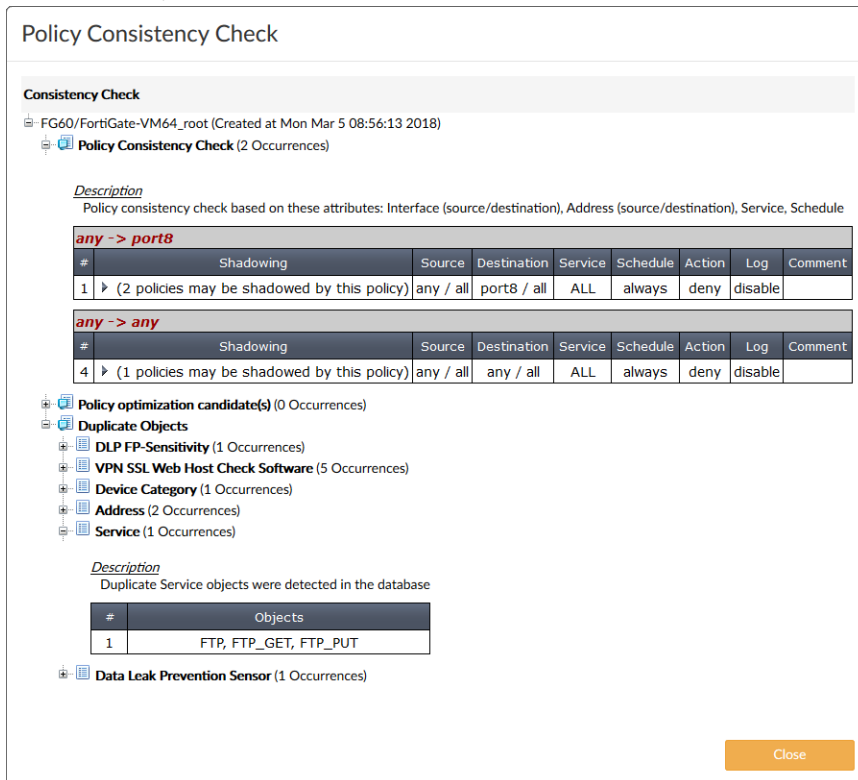 Policy Consistency Check
Consistency Check
FG60/FortiGate-VM64_root (Created at Mon Mar 5 08:56:13 2018)
Policy Consistency Check (2 Occurrences)
Description
Policy consistency check based on these attributes: Interface (source/destination), Address (source/destination), Service, Schedule
any -> port8
# Shadowing Source Destination Service Schedule Action Log Comment
1 (2 policies may be shadowed by this policy) any / all port8 / all ALL always deny disable
any -> any
# Shadowing Source Destination Service Schedule Action Log Comment
4 (1 policies may be shadowed by this policy) any / all any / all ALL always deny disable
Policy optimization candidate(s) (0 Occurrences)
Duplicate Objects
DLP FP-Sensitivity (1 Occurrences)
VPN SSL Web Host Check Software (5 Occurrences)
Device Category (1 Occurrences)
Address (2 Occurrences)
Service (1 Occurrences)
Description
Duplicate Service objects were detected in the database
# Objects
1 FTP, FTP_GET, FTP_PUT
Data Leak Prevention Sensor (1 Occurrences)
Close